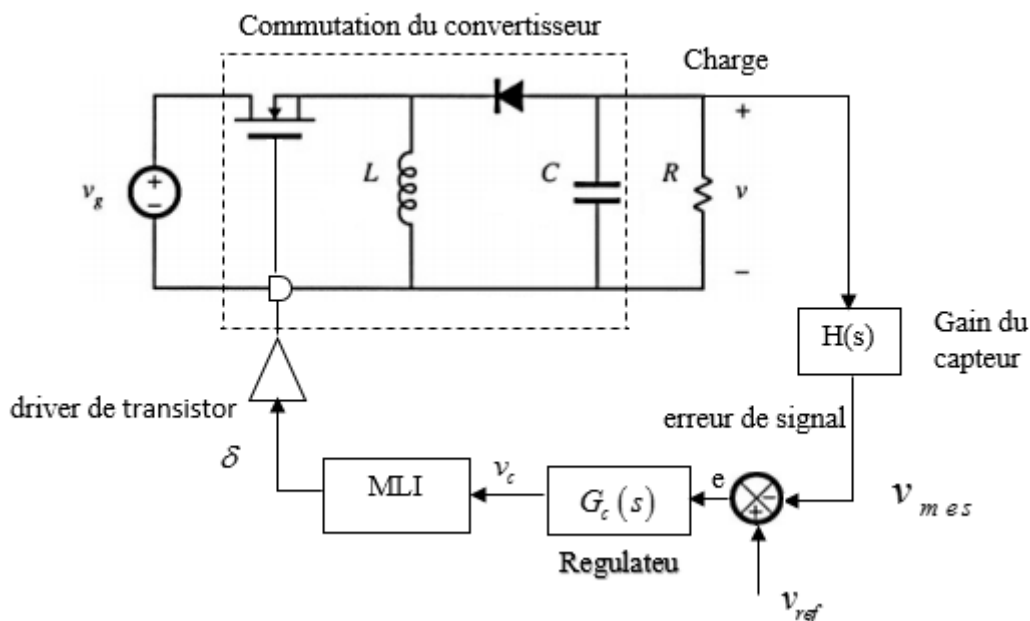 Commutation du convertisseur
Charge
v_g
+
−
L
C
R
+
v
−
H(s)
Gain du
capteur
driver de transistor
erreur de signal
δ
MLI
v_c
G_c(s)
e
−
+
v_mes
Regulateu
v_ref